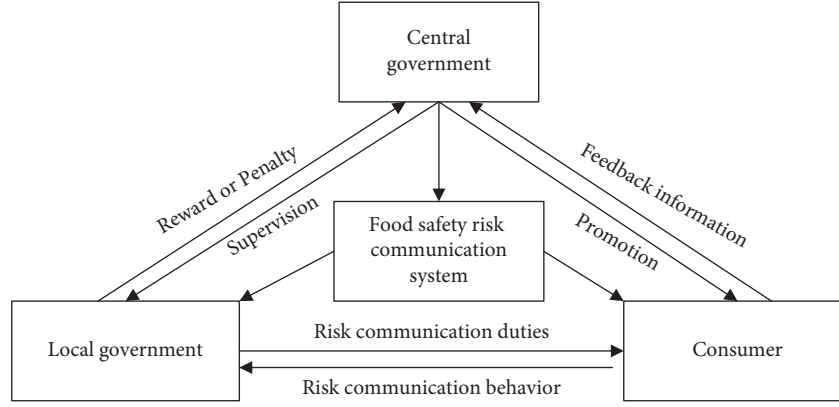 Central
government
Reward or Penalty
Supervision
Feedback information
Promotion
Food safety risk
communication
system
Local government
Risk communication duties
Risk communication behavior
Consumer